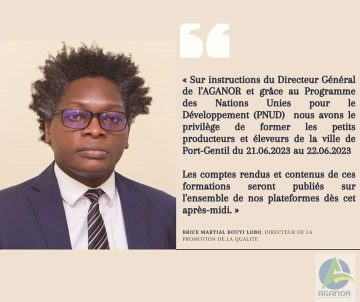 « Sur instructions du Directeur Général
de l'AGANOR et grâce au Programme
des Nations Unies pour le
Développement (PNUD) nous avons le
privilège de former les petits
producteurs et éleveurs de la ville de
Port-Gentil du 21.06.2023 au 22.06.2023
Les comptes rendus et contenus de ces
formations seront publiés sur
l'ensemble de nos plateformes dès cet
après-midi. »
BRICE MARTIAL KOUYI LOBO, DIRECTEUR DE LA
PROMOTION DE LA QUALITE
AGANOR